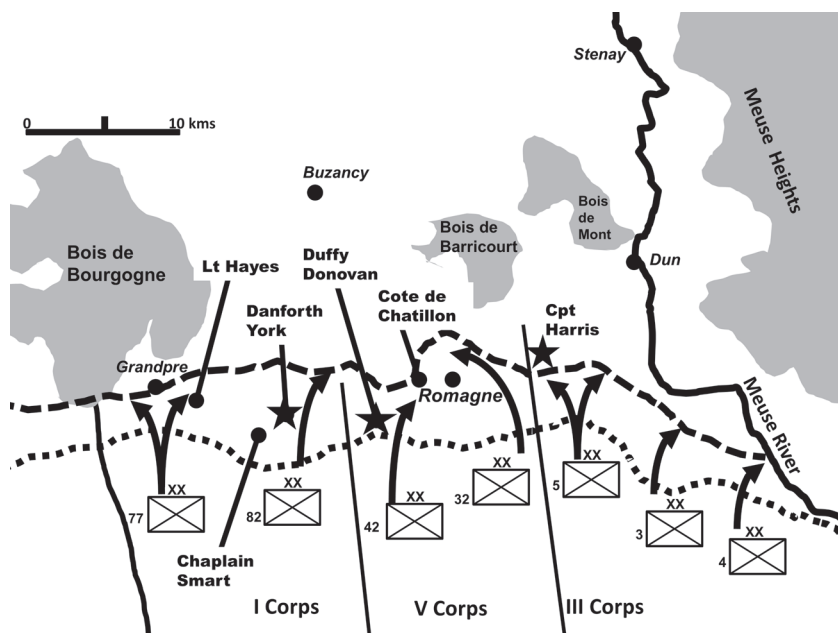 Stenay
Meuse Heights
0
10 kms
Buzancy
Bois
de
Mont
Bois de
Barricourt
Bois de
Bourgogne
Lt Hayes
Duffy
Donovan
Dun
Danforth
York
Cote de
Chatillon
Cpt
Harris
Grandpre
Romagne
Meuse River
XX
77
XX
82
XX
42
XX
32
XX
5
XX
3
XX
4
Chaplain
Smart
I Corps
V Corps
III Corps